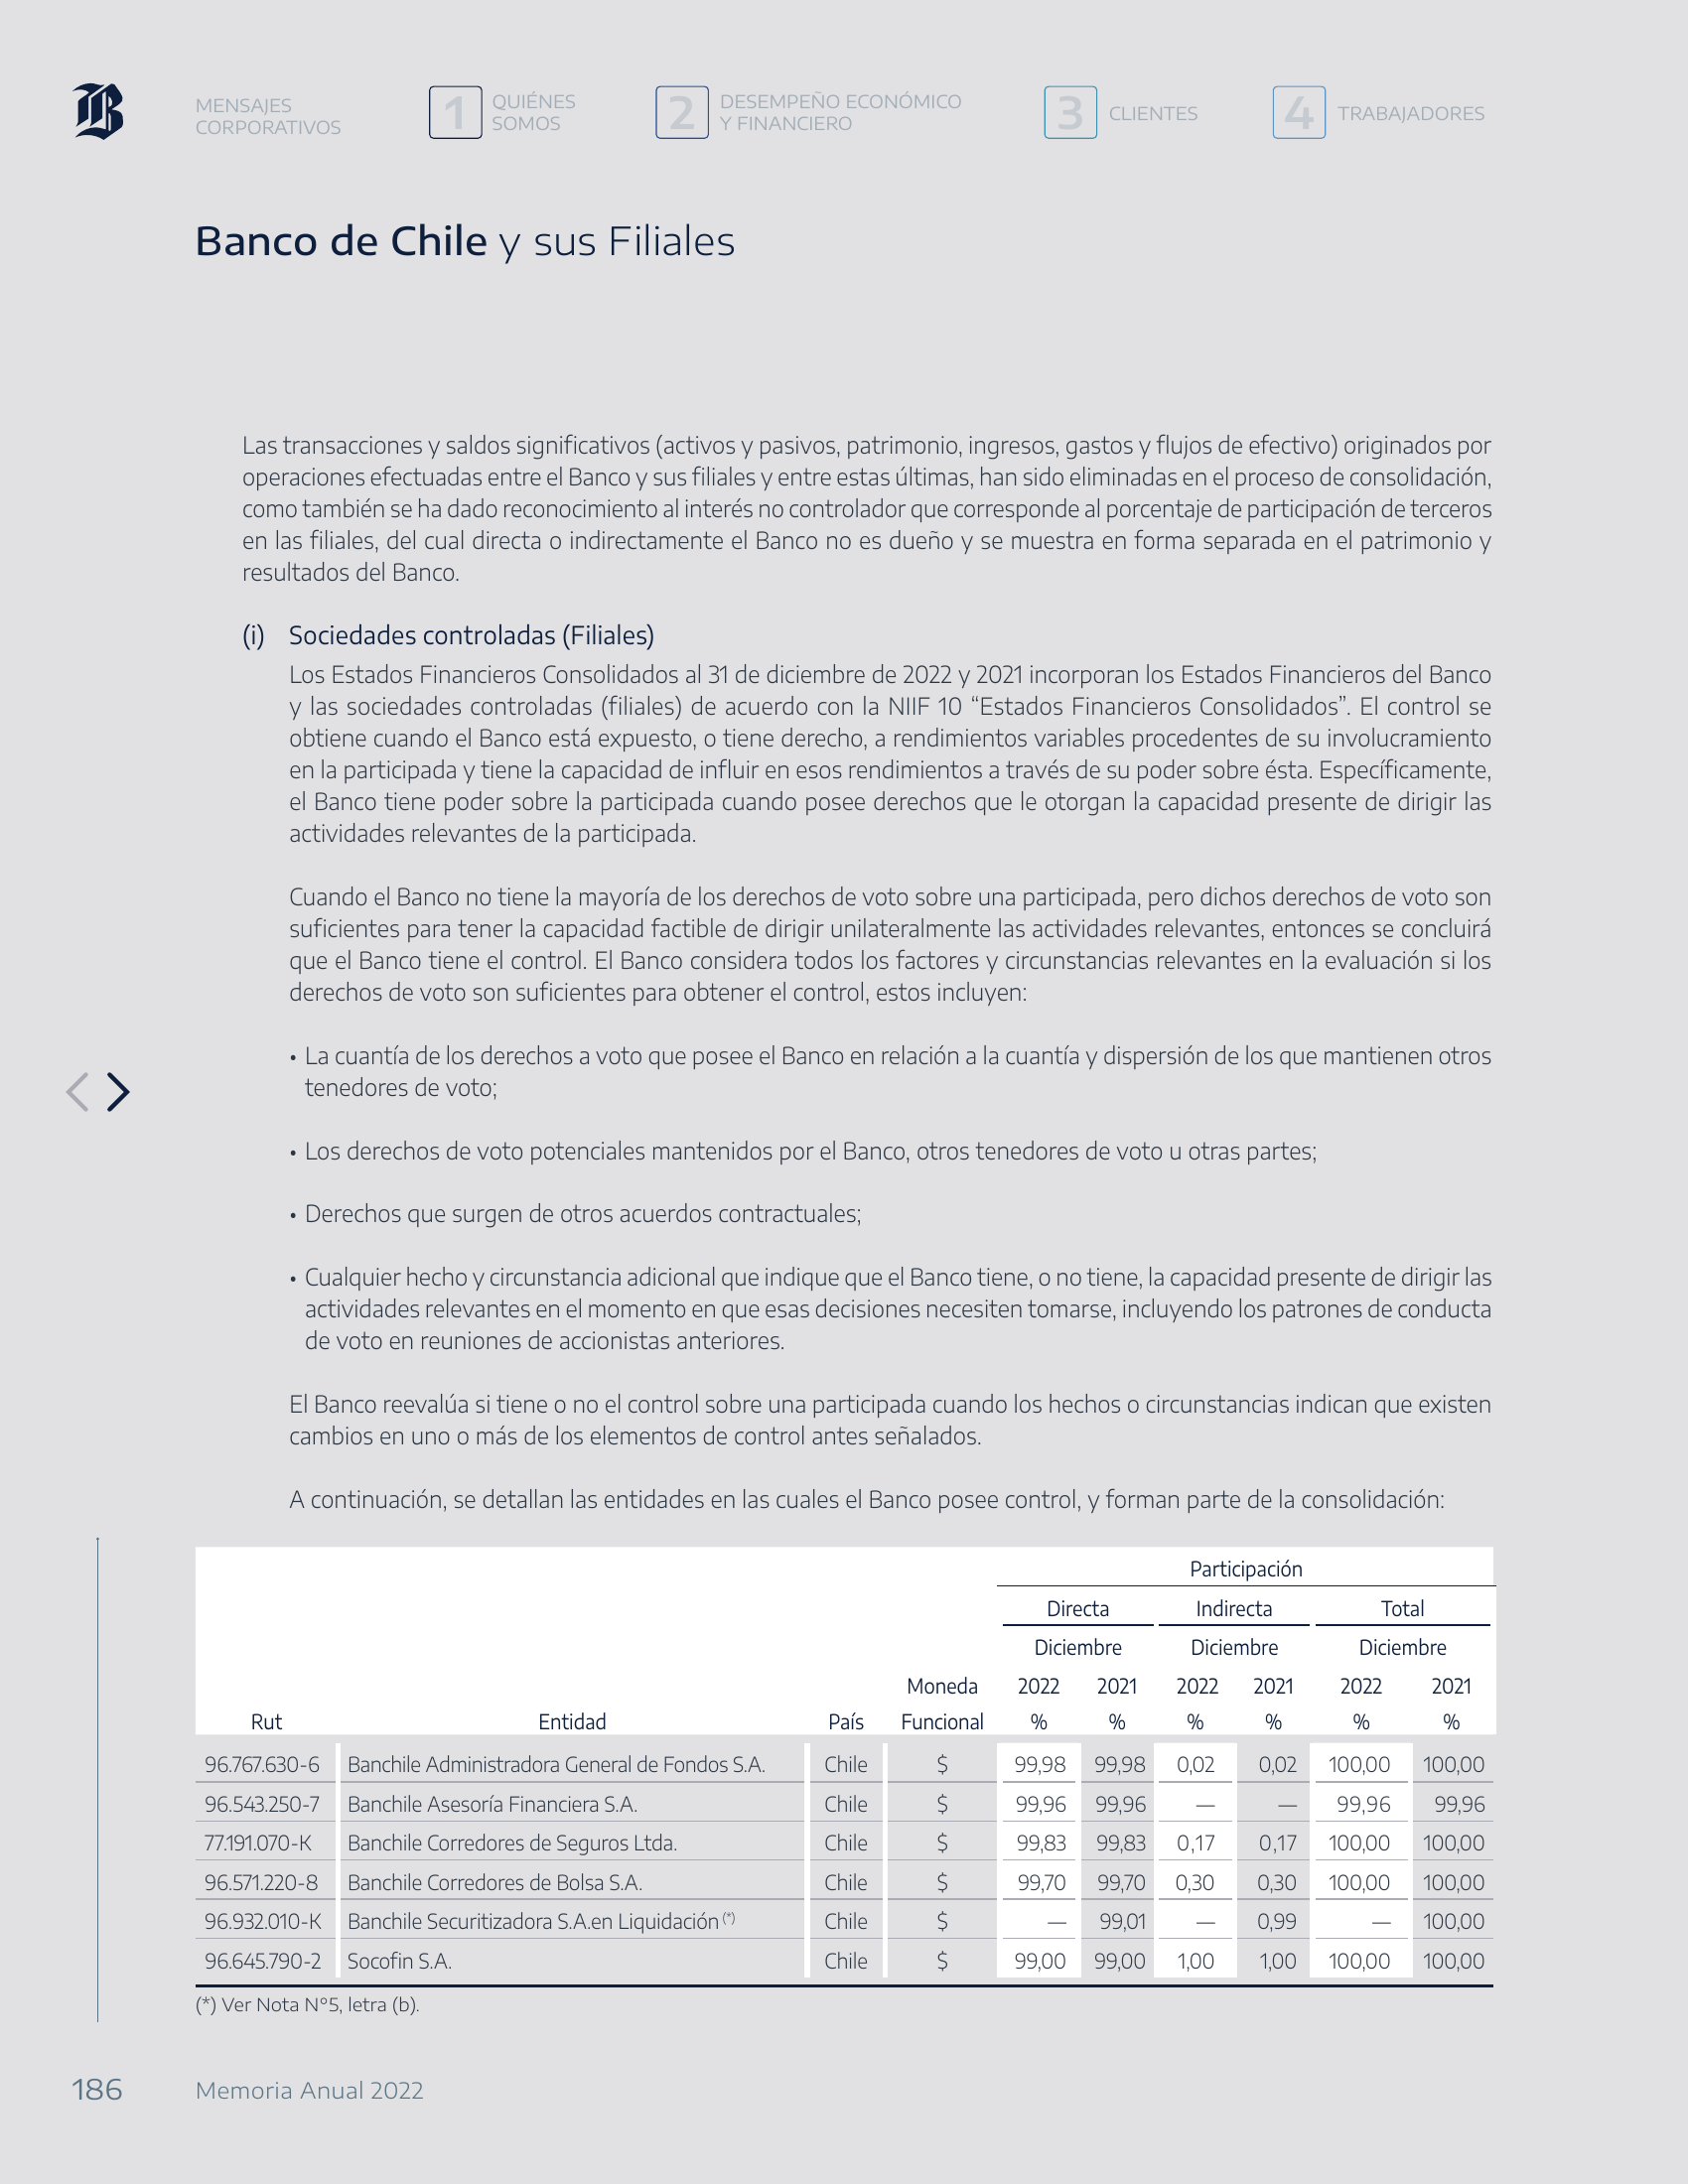 B
MENSAJES
CORPORATIVOS
1
QUIÉNES
SOMOS
2
DESEMPEÑO ECONÓMICO
Y FINANCIERO
3
CLIENTES
4
TRABAJADORES
Banco de Chile y sus Filiales
Las transacciones y saldos significativos (activos y pasivos, patrimonio, ingresos, gastos y flujos de efectivo) originados por
operaciones efectuadas entre el Banco y sus filiales y entre estas últimas, han sido eliminadas en el proceso de consolidación,
como también se ha dado reconocimiento al interés no controlador que corresponde al porcentaje de participación de terceros
en las filiales, del cual directa o indirectamente el Banco no es dueño y se muestra en forma separada en el patrimonio y
resultados del Banco.
(i) Sociedades controladas (Filiales)
Los Estados Financieros Consolidados al 31 de diciembre de 2022 y 2021 incorporan los Estados Financieros del Banco
y las sociedades controladas (filiales) de acuerdo con la NIIF 10 “Estados Financieros Consolidados”. El control se
obtiene cuando el Banco está expuesto, o tiene derecho, a rendimientos variables procedentes de su involucramiento
en la participada y tiene la capacidad de influir en esos rendimientos a través de su poder sobre ésta. Específicamente,
el Banco tiene poder sobre la participada cuando posee derechos que le otorgan la capacidad presente de dirigir las
actividades relevantes de la participada.
Cuando el Banco no tiene la mayoría de los derechos de voto sobre una participada, pero dichos derechos de voto son
suficientes para tener la capacidad factible de dirigir unilateralmente las actividades relevantes, entonces se concluirá
que el Banco tiene el control. El Banco considera todos los factores y circunstancias relevantes en la evaluación si los
derechos de voto son suficientes para obtener el control, estos incluyen:
• La cuantía de los derechos a voto que posee el Banco en relación a la cuantía y dispersión de los que mantienen otros
tenedores de voto;
• Los derechos de voto potenciales mantenidos por el Banco, otros tenedores de voto u otras partes;
• Derechos que surgen de otros acuerdos contractuales;
• Cualquier hecho y circunstancia adicional que indique que el Banco tiene, o no tiene, la capacidad presente de dirigir las
actividades relevantes en el momento en que esas decisiones necesiten tomarse, incluyendo los patrones de conducta
de voto en reuniones de accionistas anteriores.
El Banco reevalúa si tiene o no el control sobre una participada cuando los hechos o circunstancias indican que existen
cambios en uno o más de los elementos de control antes señalados.
A continuación, se detallan las entidades en las cuales el Banco posee control, y forman parte de la consolidación:
Participación
Directa Indirecta Total
Diciembre Diciembre Diciembre
Moneda 2022 2021 2022 2021 2022 2021
Rut Entidad País Funcional % % % % % %
96.767.630-6 Banchile Administradora General de Fondos S.A. Chile $ 99,98 99,98 0,02 0,02 100,00 100,00
96.543.250-7 Banchile Asesoría Financiera S.A. Chile $ 99,96 99,96 — — 99,96 99,96
77.191.070-K Banchile Corredores de Seguros Ltda. Chile $ 99,83 99,83 0,17 0,17 100,00 100,00
96.571.220-8 Banchile Corredores de Bolsa S.A. Chile $ 99,70 99,70 0,30 0,30 100,00 100,00
96.932.010-K Banchile Securitizadora S.A.en Liquidación (*) Chile $ — 99,01 — 0,99 — 100,00
96.645.790-2 Socofin S.A. Chile $ 99,00 99,00 1,00 1,00 100,00 100,00
(*) Ver Nota N°5, letra (b).
186 Memoria Anual 2022